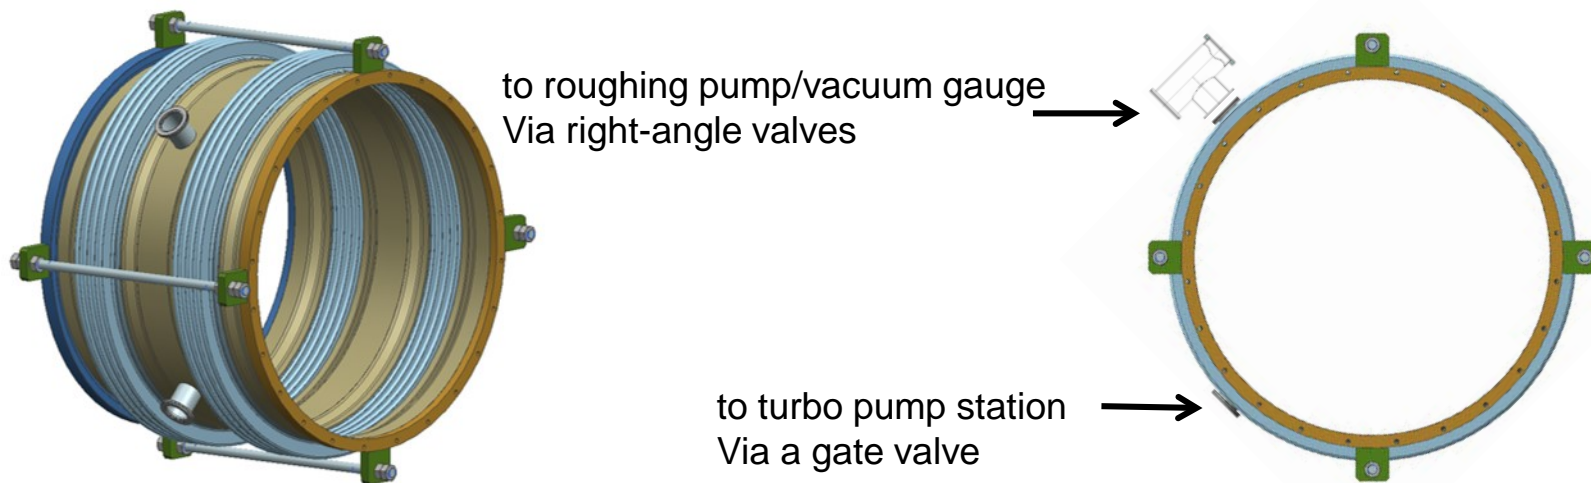 to roughing pump/vacuum gauge
Via right-angle valves
to turbo pump station
Via a gate valve